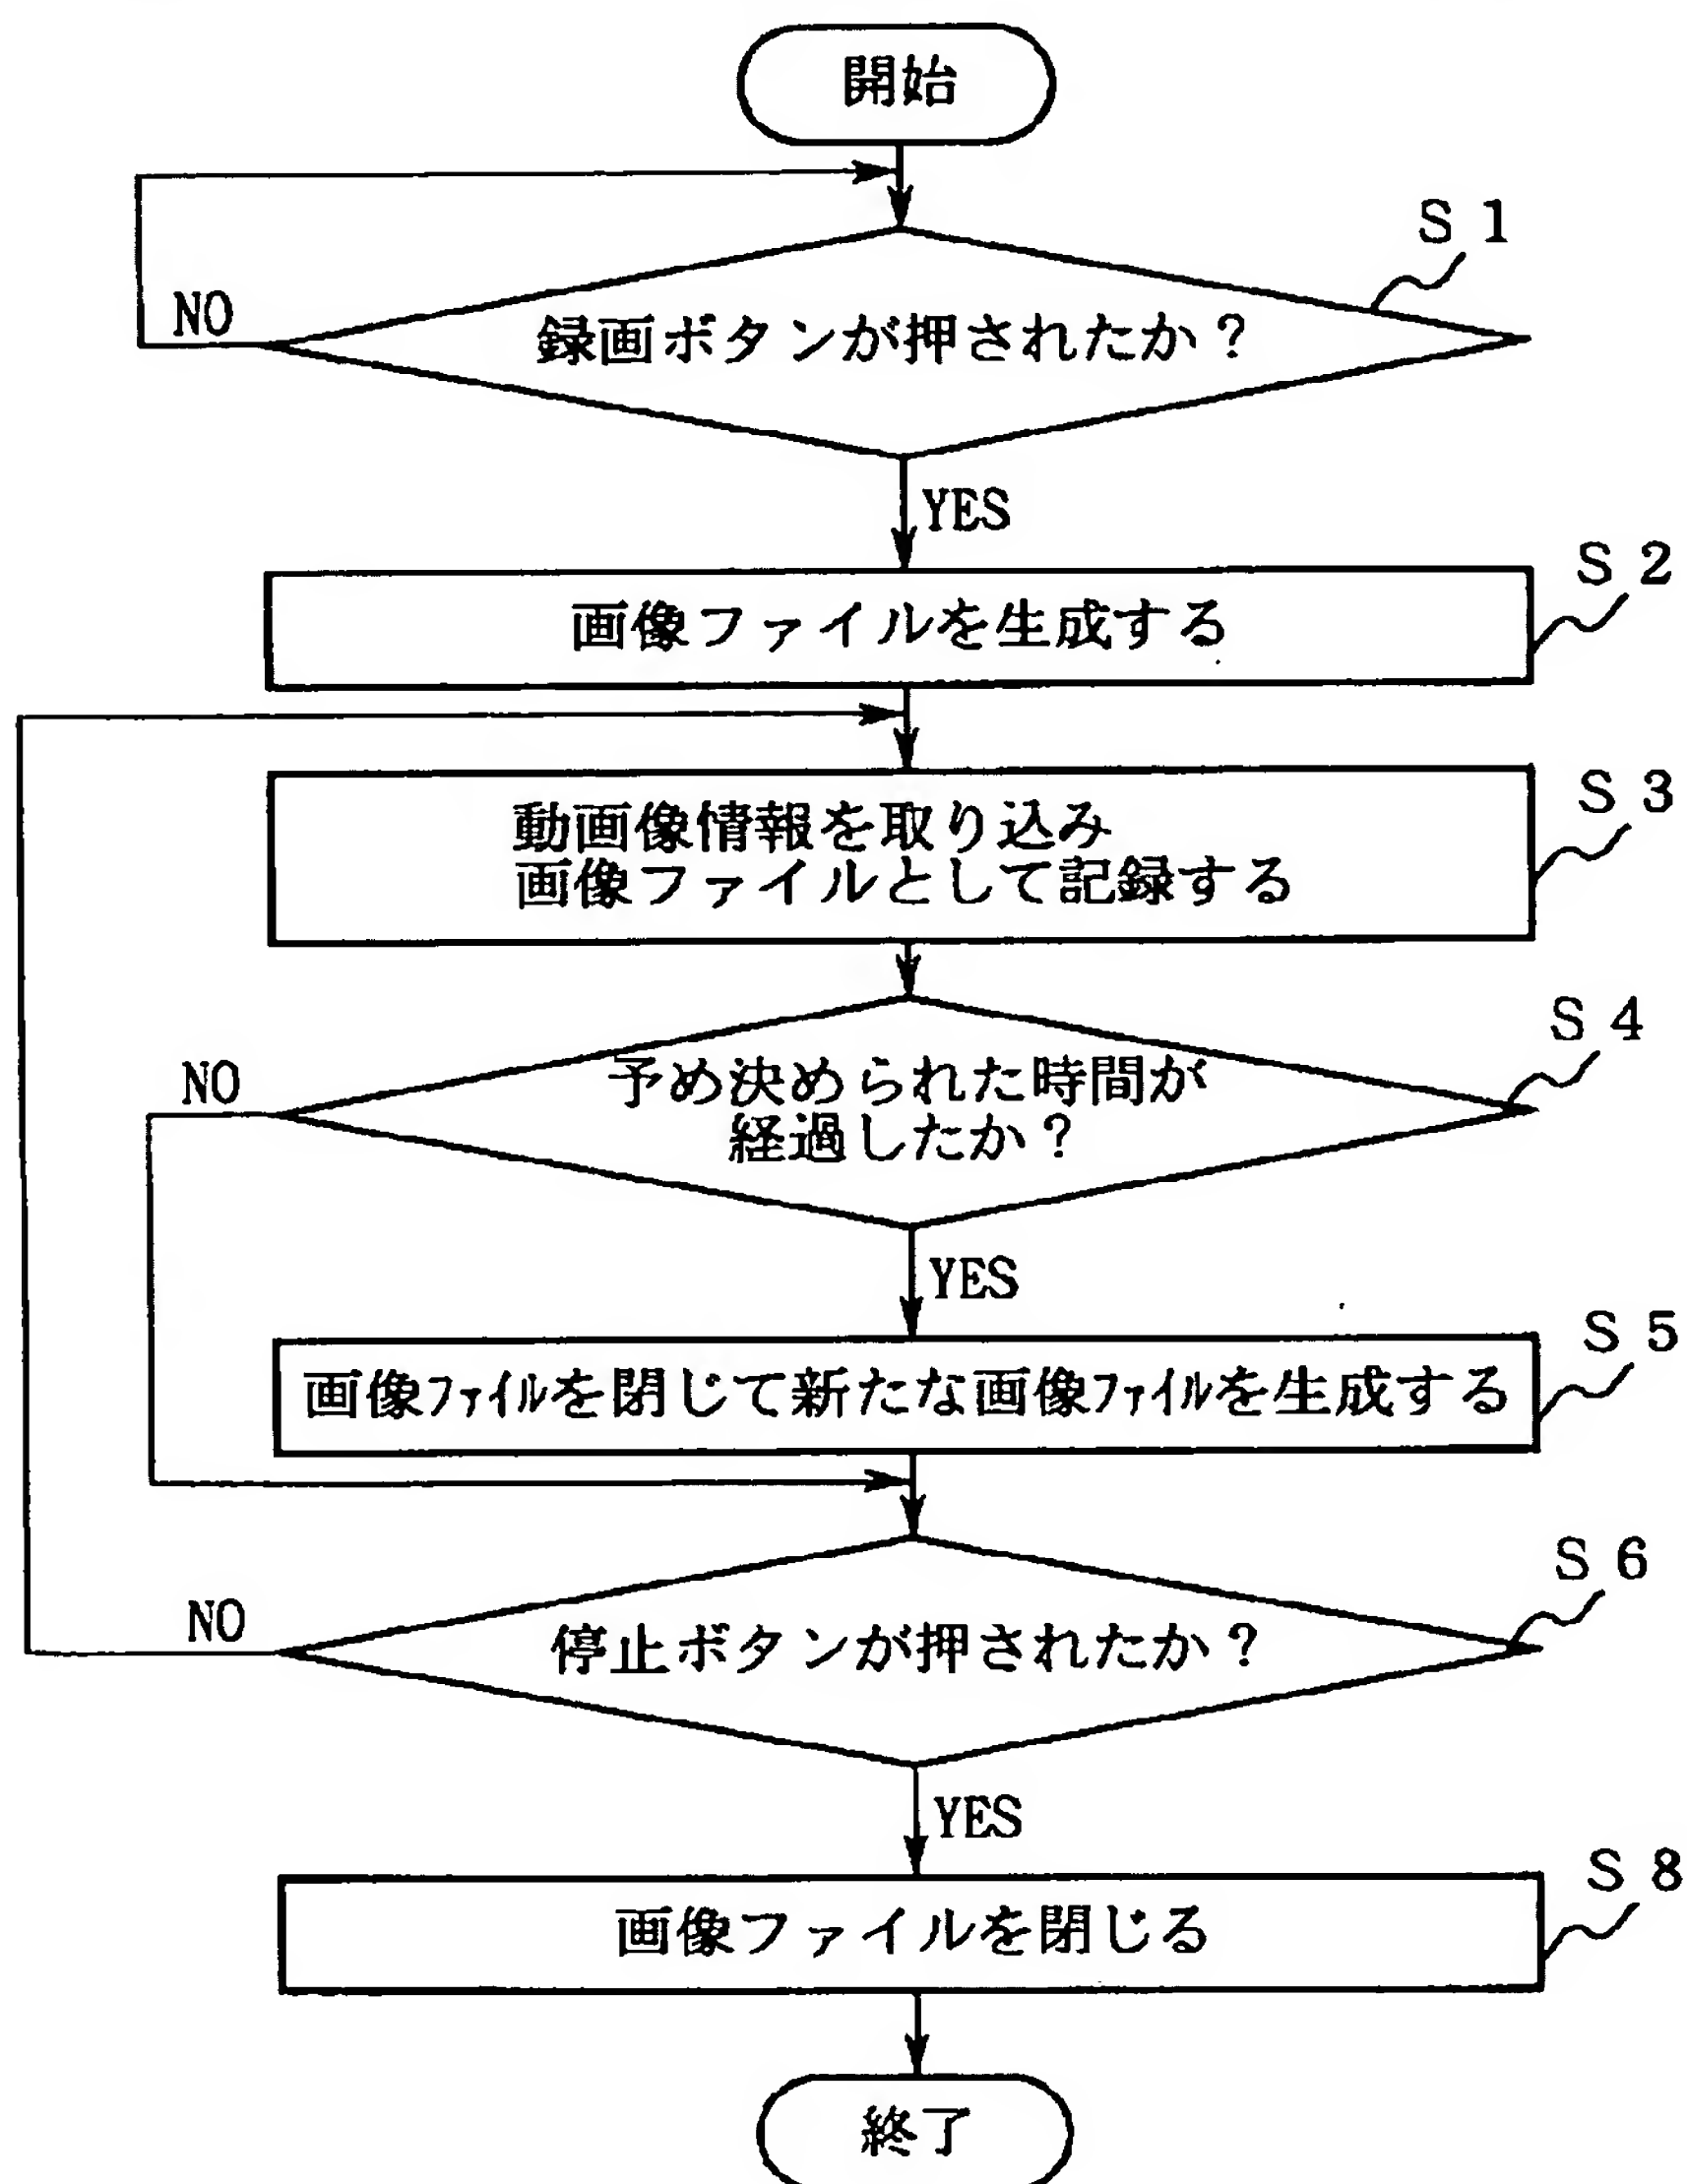 開始
S 1
NO
録画ボタンが押されたか？
YES
S 2
画像ファイルを生成する
S 3
動画像情報を取り込み
画像ファイルとして記録する
S 4
NO
予め決められた時間が
経過したか？
YES
S 5
画像ﾌｧｲﾙを閉じて新たな画像ﾌｧｲﾙを生成する
S 6
NO
停止ボタンが押されたか？
YES
S 8
画像ファイルを閉じる
終了